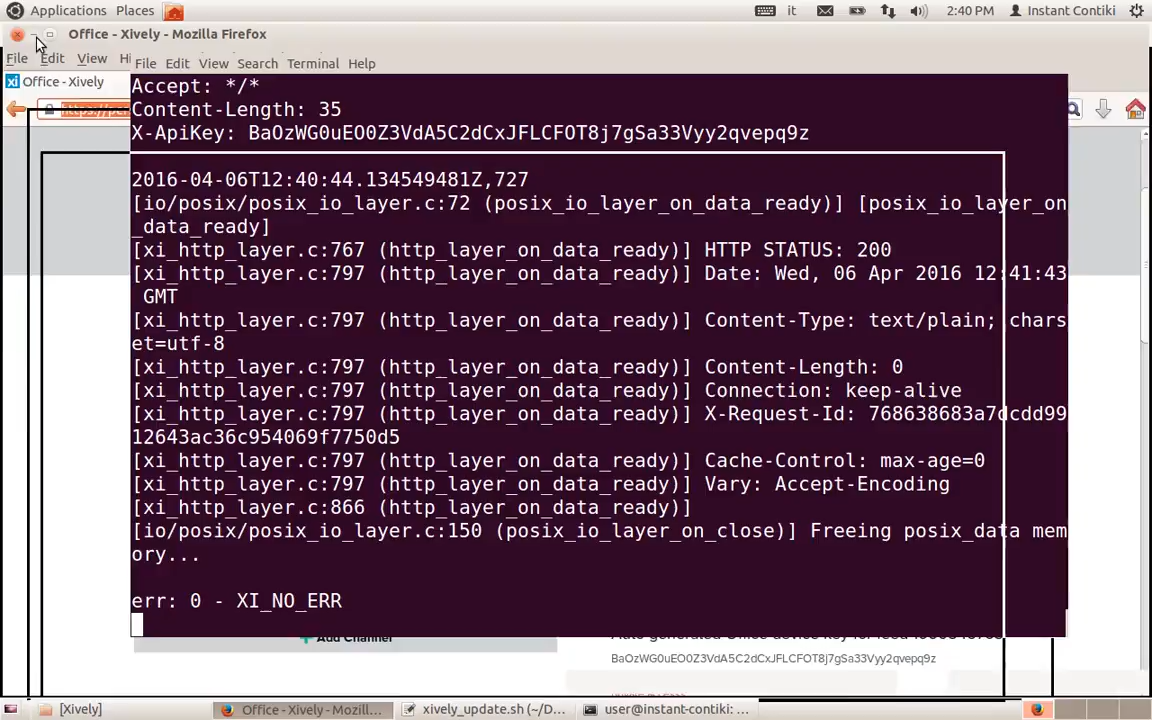 Applications Places it 2:40 PM Instant Contiki
Office - Xively - Mozilla Firefox
File Edit View
File Edit View Search Terminal Help
Office - Xively
Accept: */*
Content-Length: 35
X-ApiKey: BaOzWG0uEO0Z3VdA5C2dCxJFLCFOT8j7gSa33Vyy2qvepq9z
2016-04-06T12:40:44.134549481Z,727
[io/posix/posix_io_layer.c:72 (posix_io_layer_on_data_ready)] [posix_io_layer_on
_data_ready]
[xi_http_layer.c:767 (http_layer_on_data_ready)] HTTP STATUS: 200
[xi_http_layer.c:797 (http_layer_on_data_ready)] Date: Wed, 06 Apr 2016 12:41:43
GMT
[xi_http_layer.c:797 (http_layer_on_data_ready)] Content-Type: text/plain; chars
et=utf-8
[xi_http_layer.c:797 (http_layer_on_data_ready)] Content-Length: 0
[xi_http_layer.c:797 (http_layer_on_data_ready)] Connection: keep-alive
[xi_http_layer.c:797 (http_layer_on_data_ready)] X-Request-Id: 768638683a7dcdd99
12643ac36c954069f7750d5
[xi_http_layer.c:797 (http_layer_on_data_ready)] Cache-Control: max-age=0
[xi_http_layer.c:797 (http_layer_on_data_ready)] Vary: Accept-Encoding
[xi_http_layer.c:866 (http_layer_on_data_ready)]
[io/posix/posix_io_layer.c:150 (posix_io_layer_on_close)] Freeing posix_data mem
ory...
err: 0 - XI_NO_ERR
Add Channel
BaOzWG0uEO0Z3VdA5C2dCxJFLCFOT8j7gSa33Vyy2qvepq9z
[Xively] Office - Xively - Mozill... xively_update.sh (~/D... user@instant-contiki: ...